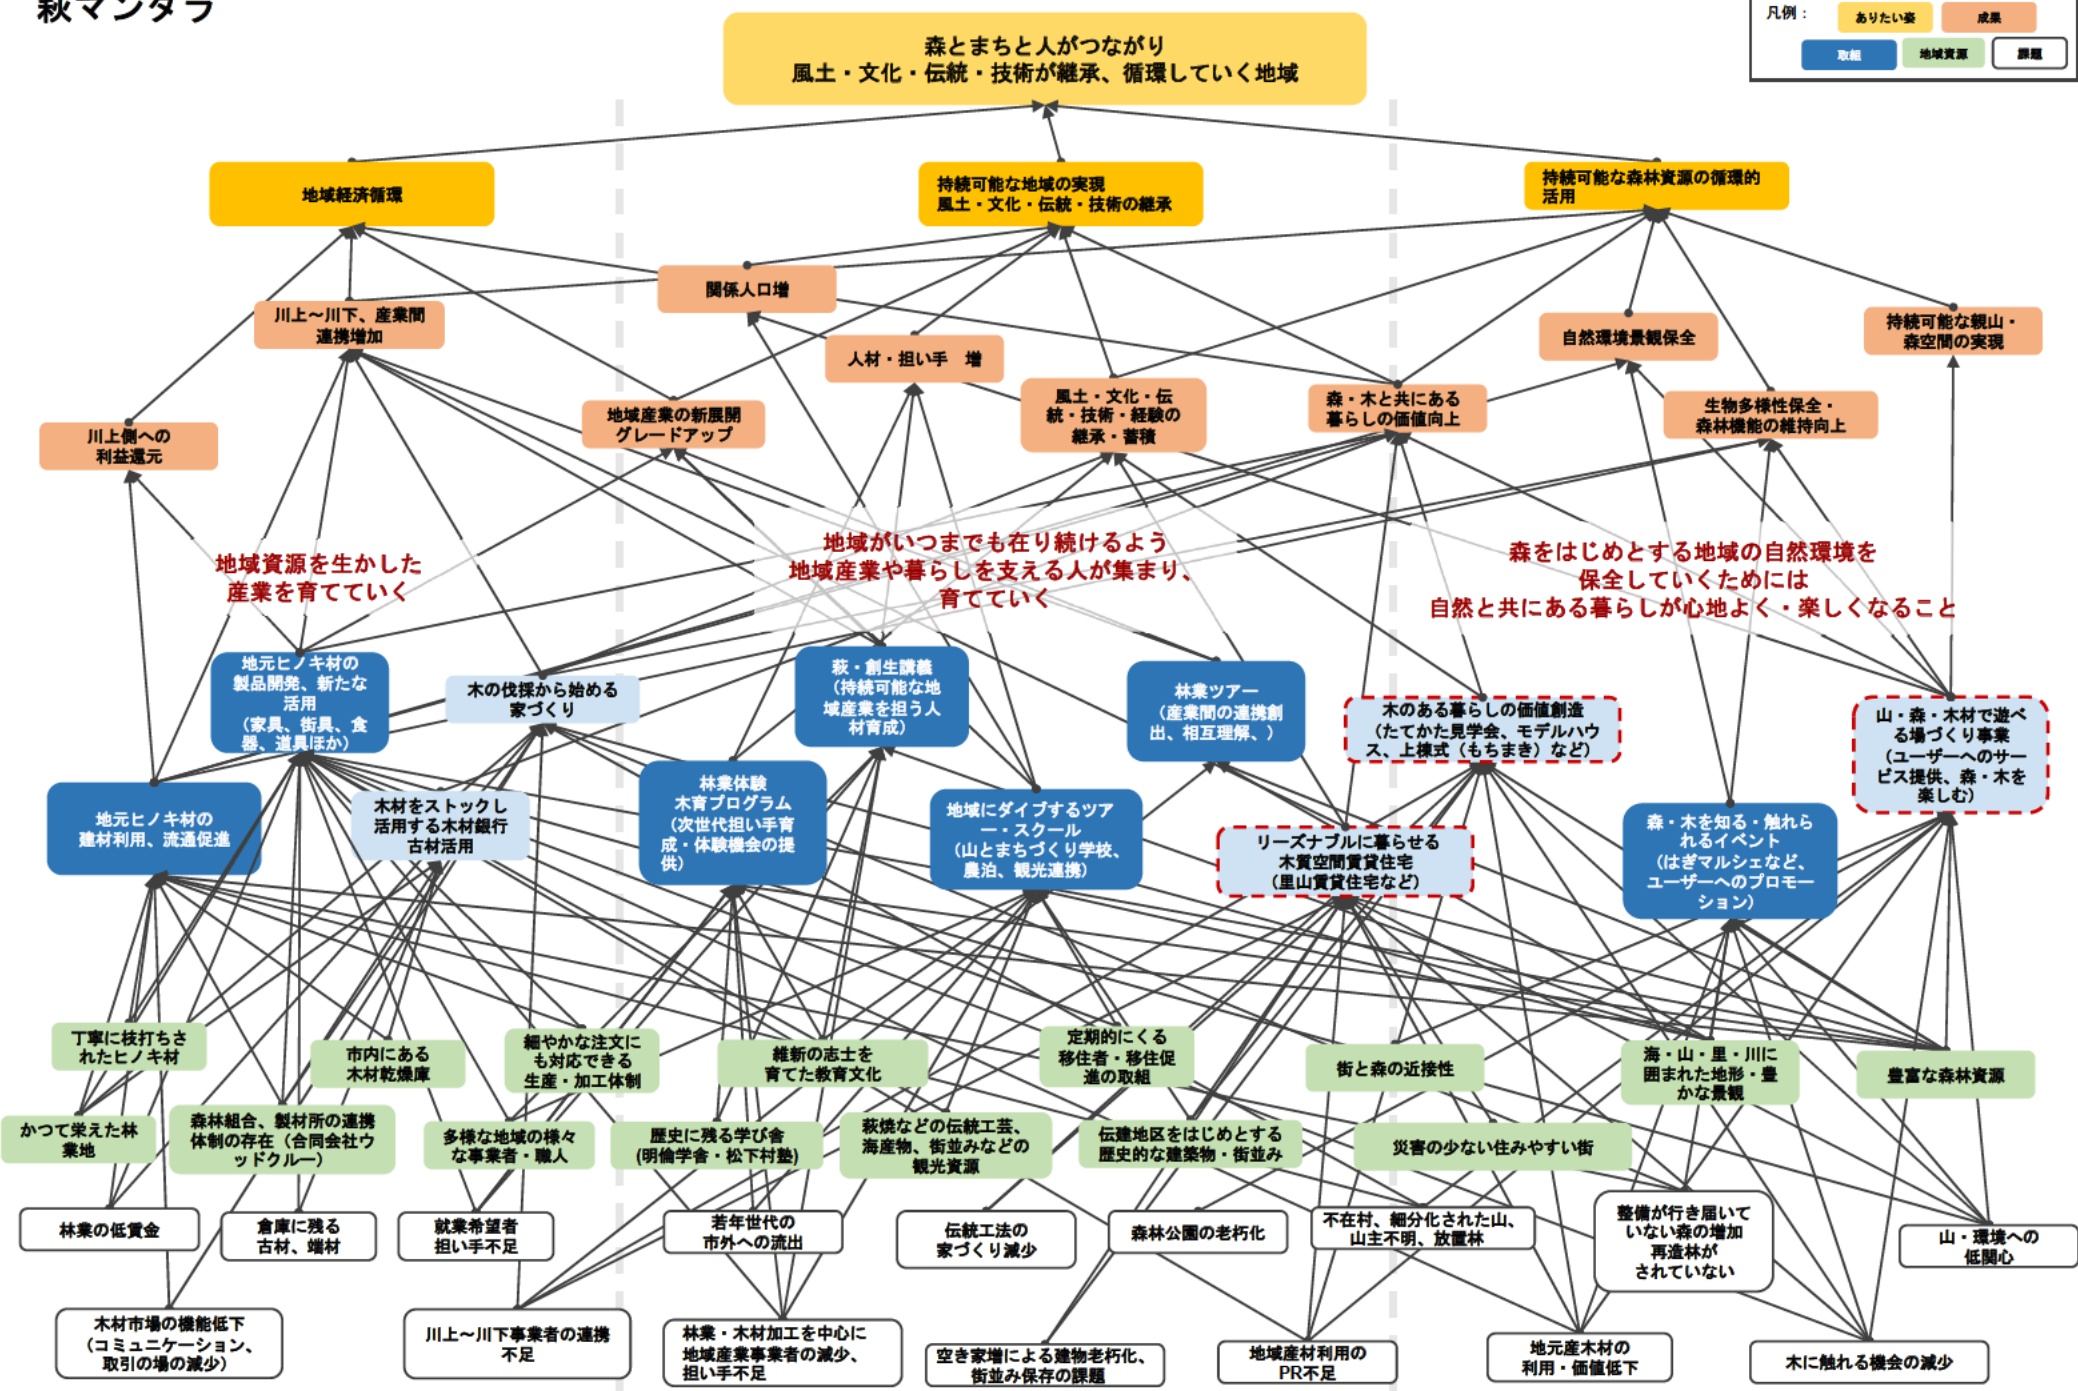 萩マンダラ
凡例：
ありたい姿
成果
取組
地域資源
課題
森とまちと人がつながり
風土・文化・伝統・技術が継承、循環していく地域
地域経済循環
持続可能な地域の実現
風土・文化・伝統・技術の継承
持続可能な森林資源の循環的
活用
関係人口増
川上～川下、産業間
連携増加
人材・担い手　増
自然環境景観保全
持続可能な親山・
森空間の実現
川上側への
利益還元
地域産業の新展開
グレードアップ
風土・文化・伝
統・技術・経験の
継承・蓄積
森・木と共にある
暮らしの価値向上
生物多様性保全・
森林機能の維持向上
地域資源を生かした
産業を育てていく
地域がいつまでも在り続けるよう
地域産業や暮らしを支える人が集まり、
育てていく
森をはじめとする地域の自然環境を
保全していくためには
自然と共にある暮らしが心地よく・楽しくなること
地元ヒノキ材の
製品開発、新たな
活用
（家具、街具、食
器、道具ほか）
木の伐採から始める
家づくり
萩・創生講義
（持続可能な地
域産業を担う人
材育成）
林業ツアー
（産業間の連携創
出、相互理解、）
木のある暮らしの価値創造
（たてかた見学会、モデルハウ
ス、上棟式（もちまき）など）
山・森・木材で遊べ
る場づくり事業
（ユーザーへのサー
ビス提供、森・木を
楽しむ）
地元ヒノキ材の
建材利用、流通促進
木材をストックし
活用する木材銀行
古材活用
林業体験
木育プログラム
（次世代担い手育
成・体験機会の提
供）
地域にダイブするツア
ー・スクール
（山とまちづくり学校、
農泊、観光連携）
リーズナブルに暮らせる
木質空間賃貸住宅
（里山賃貸住宅など）
森・木を知る・触れら
れるイベント
（はぎマルシェなど、
ユーザーへのプロモー
ション）
丁寧に枝打ちさ
れたヒノキ材
市内にある
木材乾燥庫
細やかな注文に
も対応できる
生産・加工体制
維新の志士を
育てた教育文化
定期的にくる
移住者・移住促
進の取組
街と森の近接性
海・山・里・川に
囲まれた地形・豊
かな景観
豊富な森林資源
かつて栄えた林
業地
森林組合、製材所の連携
体制の存在（合同会社ウ
ッドクルー）
多様な地域の様々
な事業者・職人
歴史に残る学び舎
(明倫学舎・松下村塾)
萩焼などの伝統工芸、
海産物、街並みなどの
観光資源
伝建地区をはじめとする
歴史的な建築物・街並み
災害の少ない住みやすい街
林業の低賃金
倉庫に残る
古材、端材
就業希望者
担い手不足
若年世代の
市外への流出
伝統工法の
家づくり減少
森林公園の老朽化
不在村、細分化された山、
山主不明、放置林
整備が行き届いて
いない森の増加
再造林が
されていない
山・環境への
低関心
木材市場の機能低下
（コミュニケーション、
取引の場の減少）
川上～川下事業者の連携
不足
林業・木材加工を中心に
地域産業事業者の減少、
担い手不足
空き家増による建物老朽化、
街並み保存の課題
地域産材利用の
PR不足
地元産木材の
利用・価値低下
木に触れる機会の減少